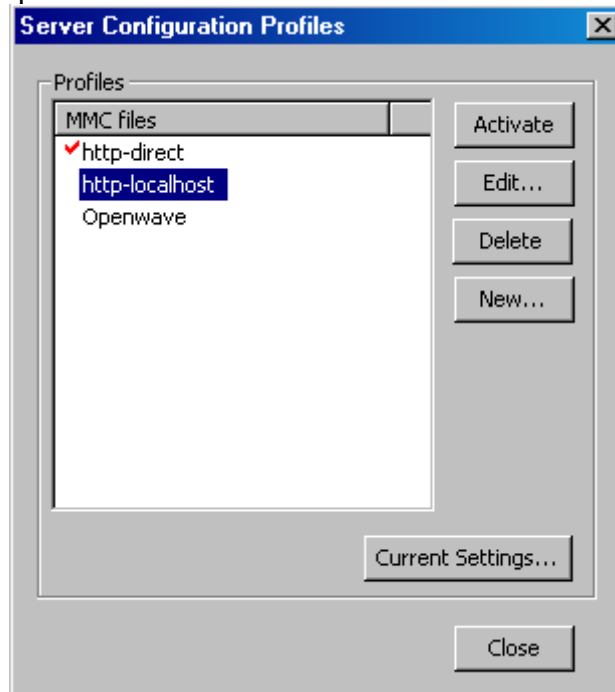 Server Configuration Profiles
Profiles
MMC files
http-direct
http-localhost
Openwave
Activate
Edit...
Delete
New...
Current Settings...
Close